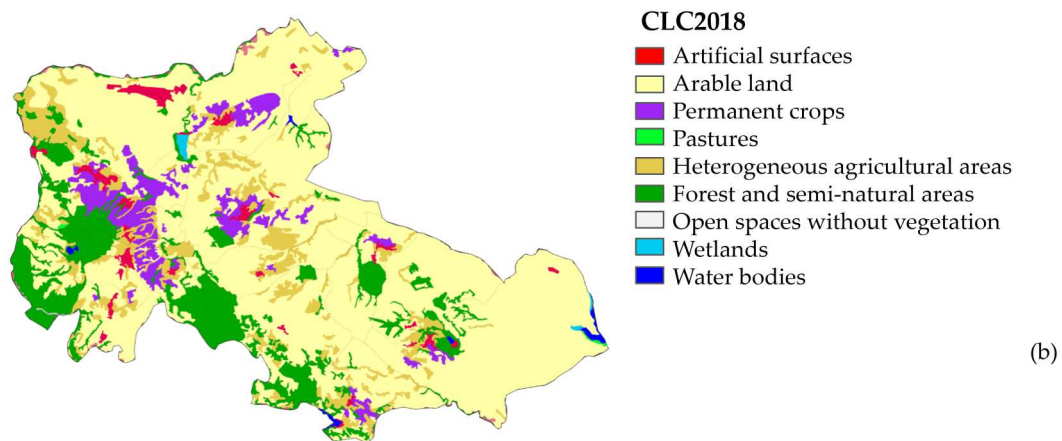 CLC2018
Artificial surfaces
Arable land
Permanent crops
Pastures
Heterogeneous agricultural areas
Forest and semi-natural areas
Open spaces without vegetation
Wetlands
Water bodies
(b)